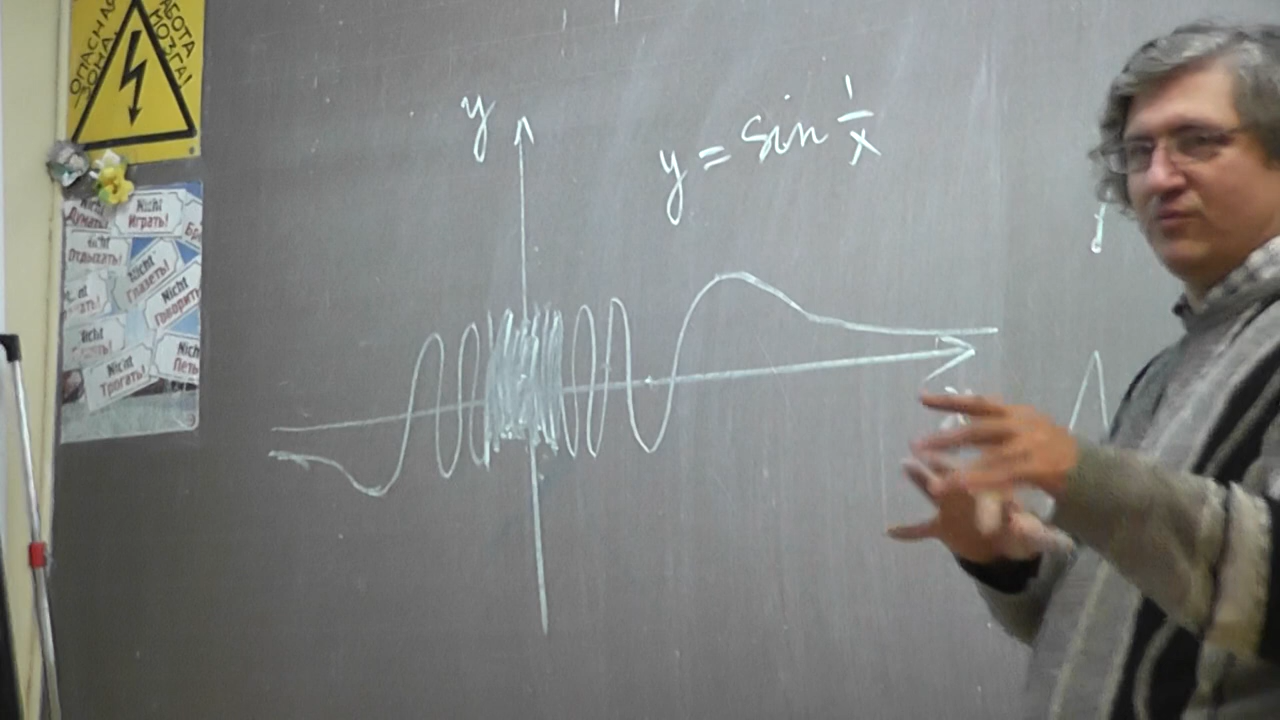 ОПАСНАЯ ЗОНА!
РАБОТА МОЗГА!
Nicht Думать!
Nicht Играть!
Nicht Отдыхать!
Nicht Глазеть!
Nicht Говорить
Nicht Трогать!
Nicht Петь
y
y = sin 1/x